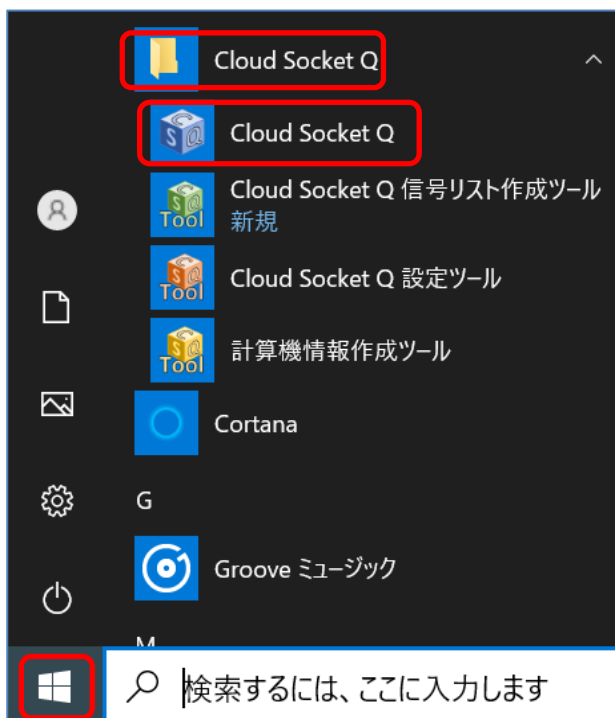 Cloud Socket Q
Cloud Socket Q
Cloud Socket Q 信号リスト作成ツール
新規
Tool
Cloud Socket Q 設定ツール
Tool
計算機情報作成ツール
Tool
Cortana
G
Groove ミュージック
M
検索するには、ここに入力します